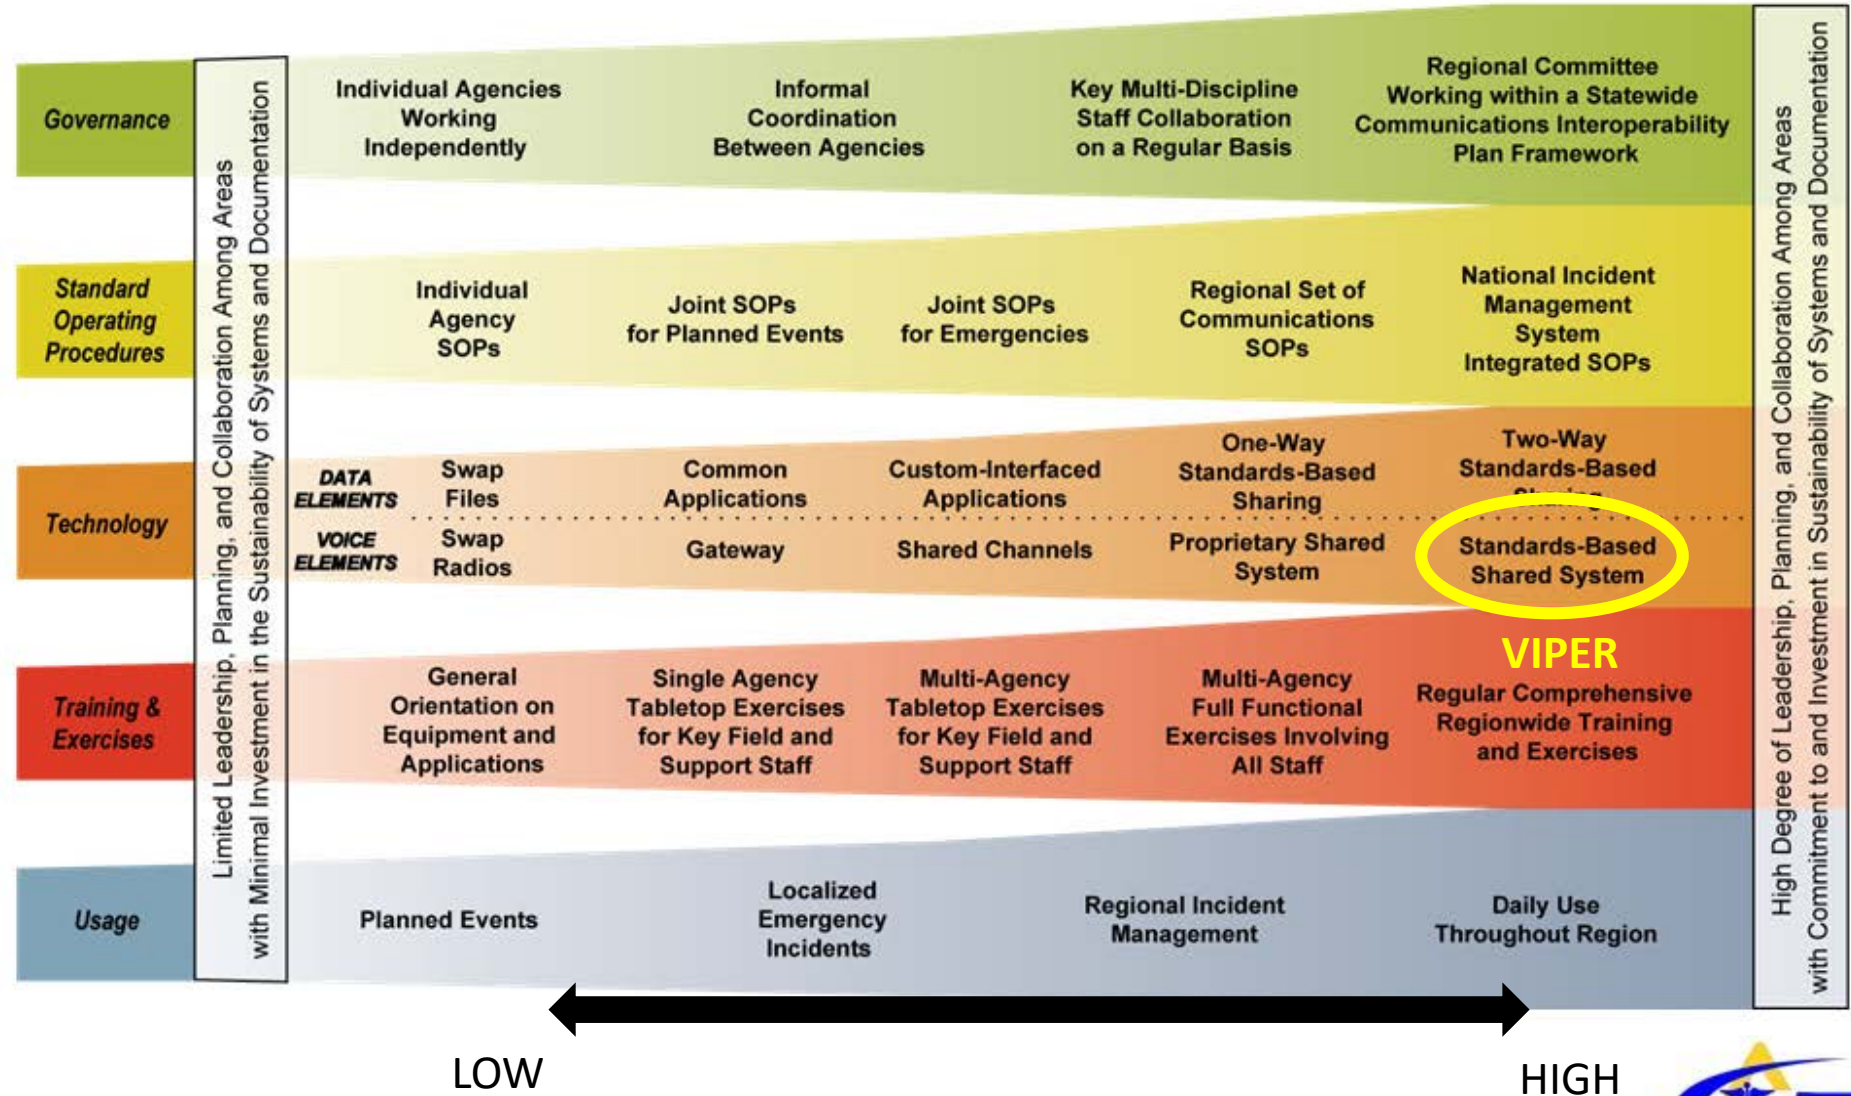 Governance
Individual Agencies
Working
Independently
Informal
Coordination
Between Agencies
Key Multi-Discipline
Staff Collaboration
on a Regular Basis
Regional Committee
Working within a Statewide
Communications Interoperability
Plan Framework
Limited Leadership, Planning, and Collaboration Among Areas
with Minimal Investment in the Sustainability of Systems and Documentation
High Degree of Leadership, Planning, and Collaboration Among Areas
with Commitment to and Investment in Sustainability of Systems and Documentation
Standard
Operating
Procedures
Individual
Agency
SOPs
Joint SOPs
for Planned Events
Joint SOPs
for Emergencies
Regional Set of
Communications
SOPs
National Incident
Management
System
Integrated SOPs
Technology
DATA
ELEMENTS
Swap
Files
Common
Applications
Custom-Interfaced
Applications
One-Way
Standards-Based
Sharing
Two-Way
Standards-Based
Sharing
VOICE
ELEMENTS
Swap
Radios
Gateway
Shared Channels
Proprietary Shared
System
Standards-Based
Shared System
VIPER
Training &
Exercises
General
Orientation on
Equipment and
Applications
Single Agency
Tabletop Exercises
for Key Field and
Support Staff
Multi-Agency
Tabletop Exercises
for Key Field and
Support Staff
Multi-Agency
Full Functional
Exercises Involving
All Staff
Regular Comprehensive
Regionwide Training
and Exercises
Usage
Planned Events
Localized
Emergency
Incidents
Regional Incident
Management
Daily Use
Throughout Region
LOW
HIGH